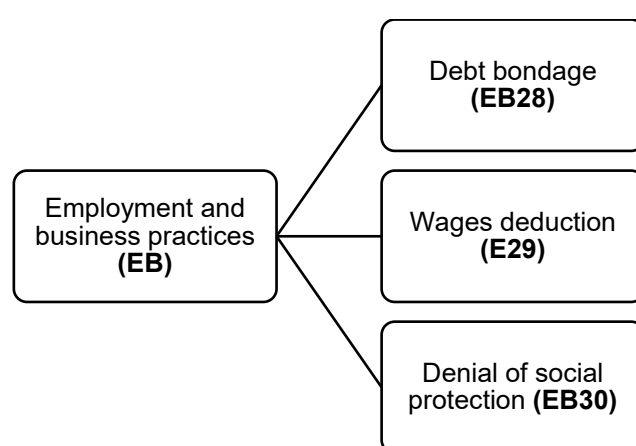 Debt bondage
(EB28)
Employment and
business practices
(EB)
Wages deduction
(E29)
Denial of social
protection (EB30)